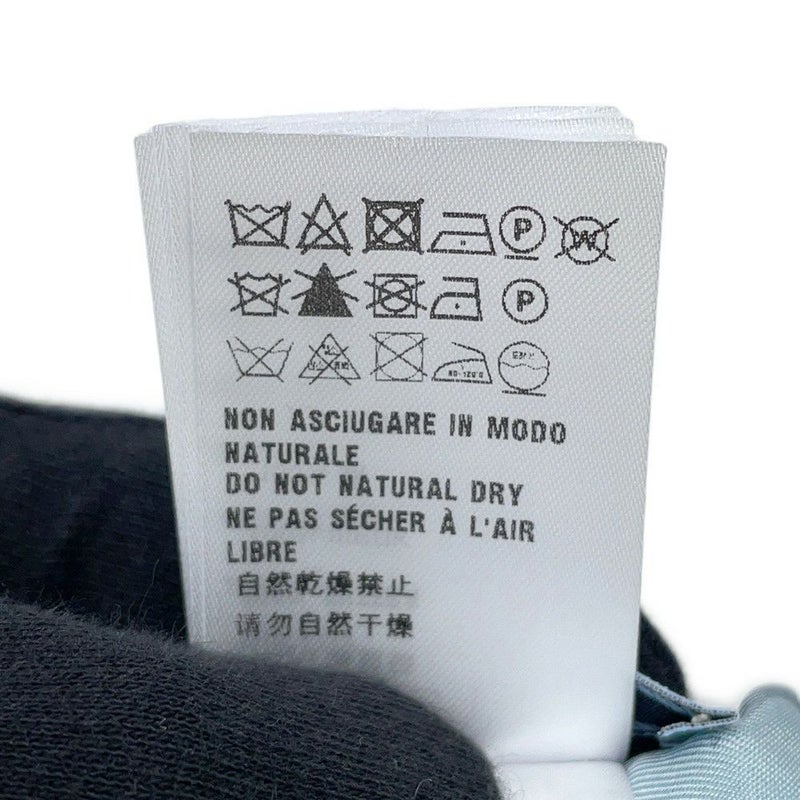 P W
P
NON ASCIUGARE IN MODO
NATURALE
DO NOT NATURAL DRY
NE PAS SÉCHER À L'AIR
LIBRE
自然乾燥禁止
请勿自然干燥